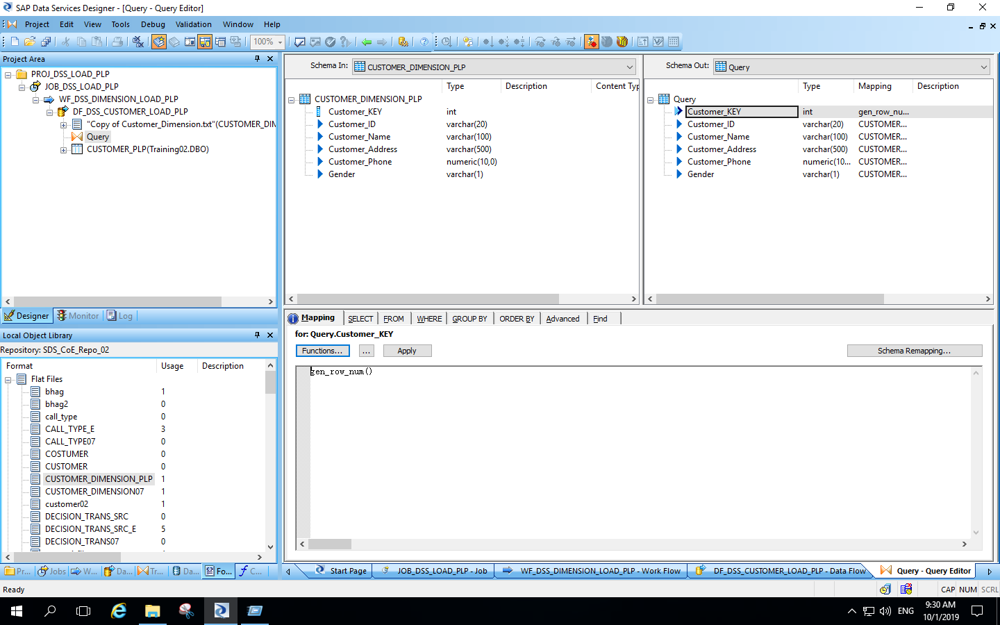 SAP Data Services Designer - [Query - Query Editor]
Project Edit View Tools Debug Validation Window Help
100%
Project Area
PROJ_DSS_LOAD_PLP
JOB_DSS_LOAD_PLP
WF_DSS_DIMENSION_LOAD_PLP
DF_DSS_CUSTOMER_LOAD_PLP
"Copy of Customer_Dimension.txt"(CUSTOMER_DIM
Query
CUSTOMER_PLP(Training02.DBO)
Designer Monitor Log
Local Object Library
Repository: SDS_CoE_Repo_02
Format Usage Description
Flat Files
bhag 1
bhag2 0
call_type 0
CALL_TYPE_E 3
CALL_TYPE07 0
COSTUMER 0
CUSTOMER 0
CUSTOMER_DIMENSION_PLP 1
CUSTOMER_DIMENSION07 1
customer02 1
DECISION_TRANS_SRC 0
DECISION_TRANS_SRC_E 5
DECISION_TRANS07 0
Pr... Jobs W... Da... Tr... Da... Fo... C...
Schema In: CUSTOMER_DIMENSION_PLP
Type Description Content Typ
CUSTOMER_DIMENSION_PLP
Customer_KEY int
Customer_ID varchar(20)
Customer_Name varchar(100)
Customer_Address varchar(500)
Customer_Phone numeric(10,0)
Gender varchar(1)
Schema Out: Query
Type Mapping Description
Query
Customer_KEY int gen_row_nu...
Customer_ID varchar(20) CUSTOMER...
Customer_Name varchar(100) CUSTOMER...
Customer_Address varchar(500) CUSTOMER...
Customer_Phone numeric(10... CUSTOMER...
Gender varchar(1) CUSTOMER...
Mapping SELECT FROM WHERE GROUP BY ORDER BY Advanced Find
for: Query.Customer_KEY
Functions... ... Apply Schema Remapping...
gen_row_num()
Start Page JOB_DSS_LOAD_PLP - Job WF_DSS_DIMENSION_LOAD_PLP - Work Flow DF_DSS_CUSTOMER_LOAD_PLP - Data Flow Query - Query Editor
Ready CAP NUM SCRL
ENG
9:30 AM
10/1/2019